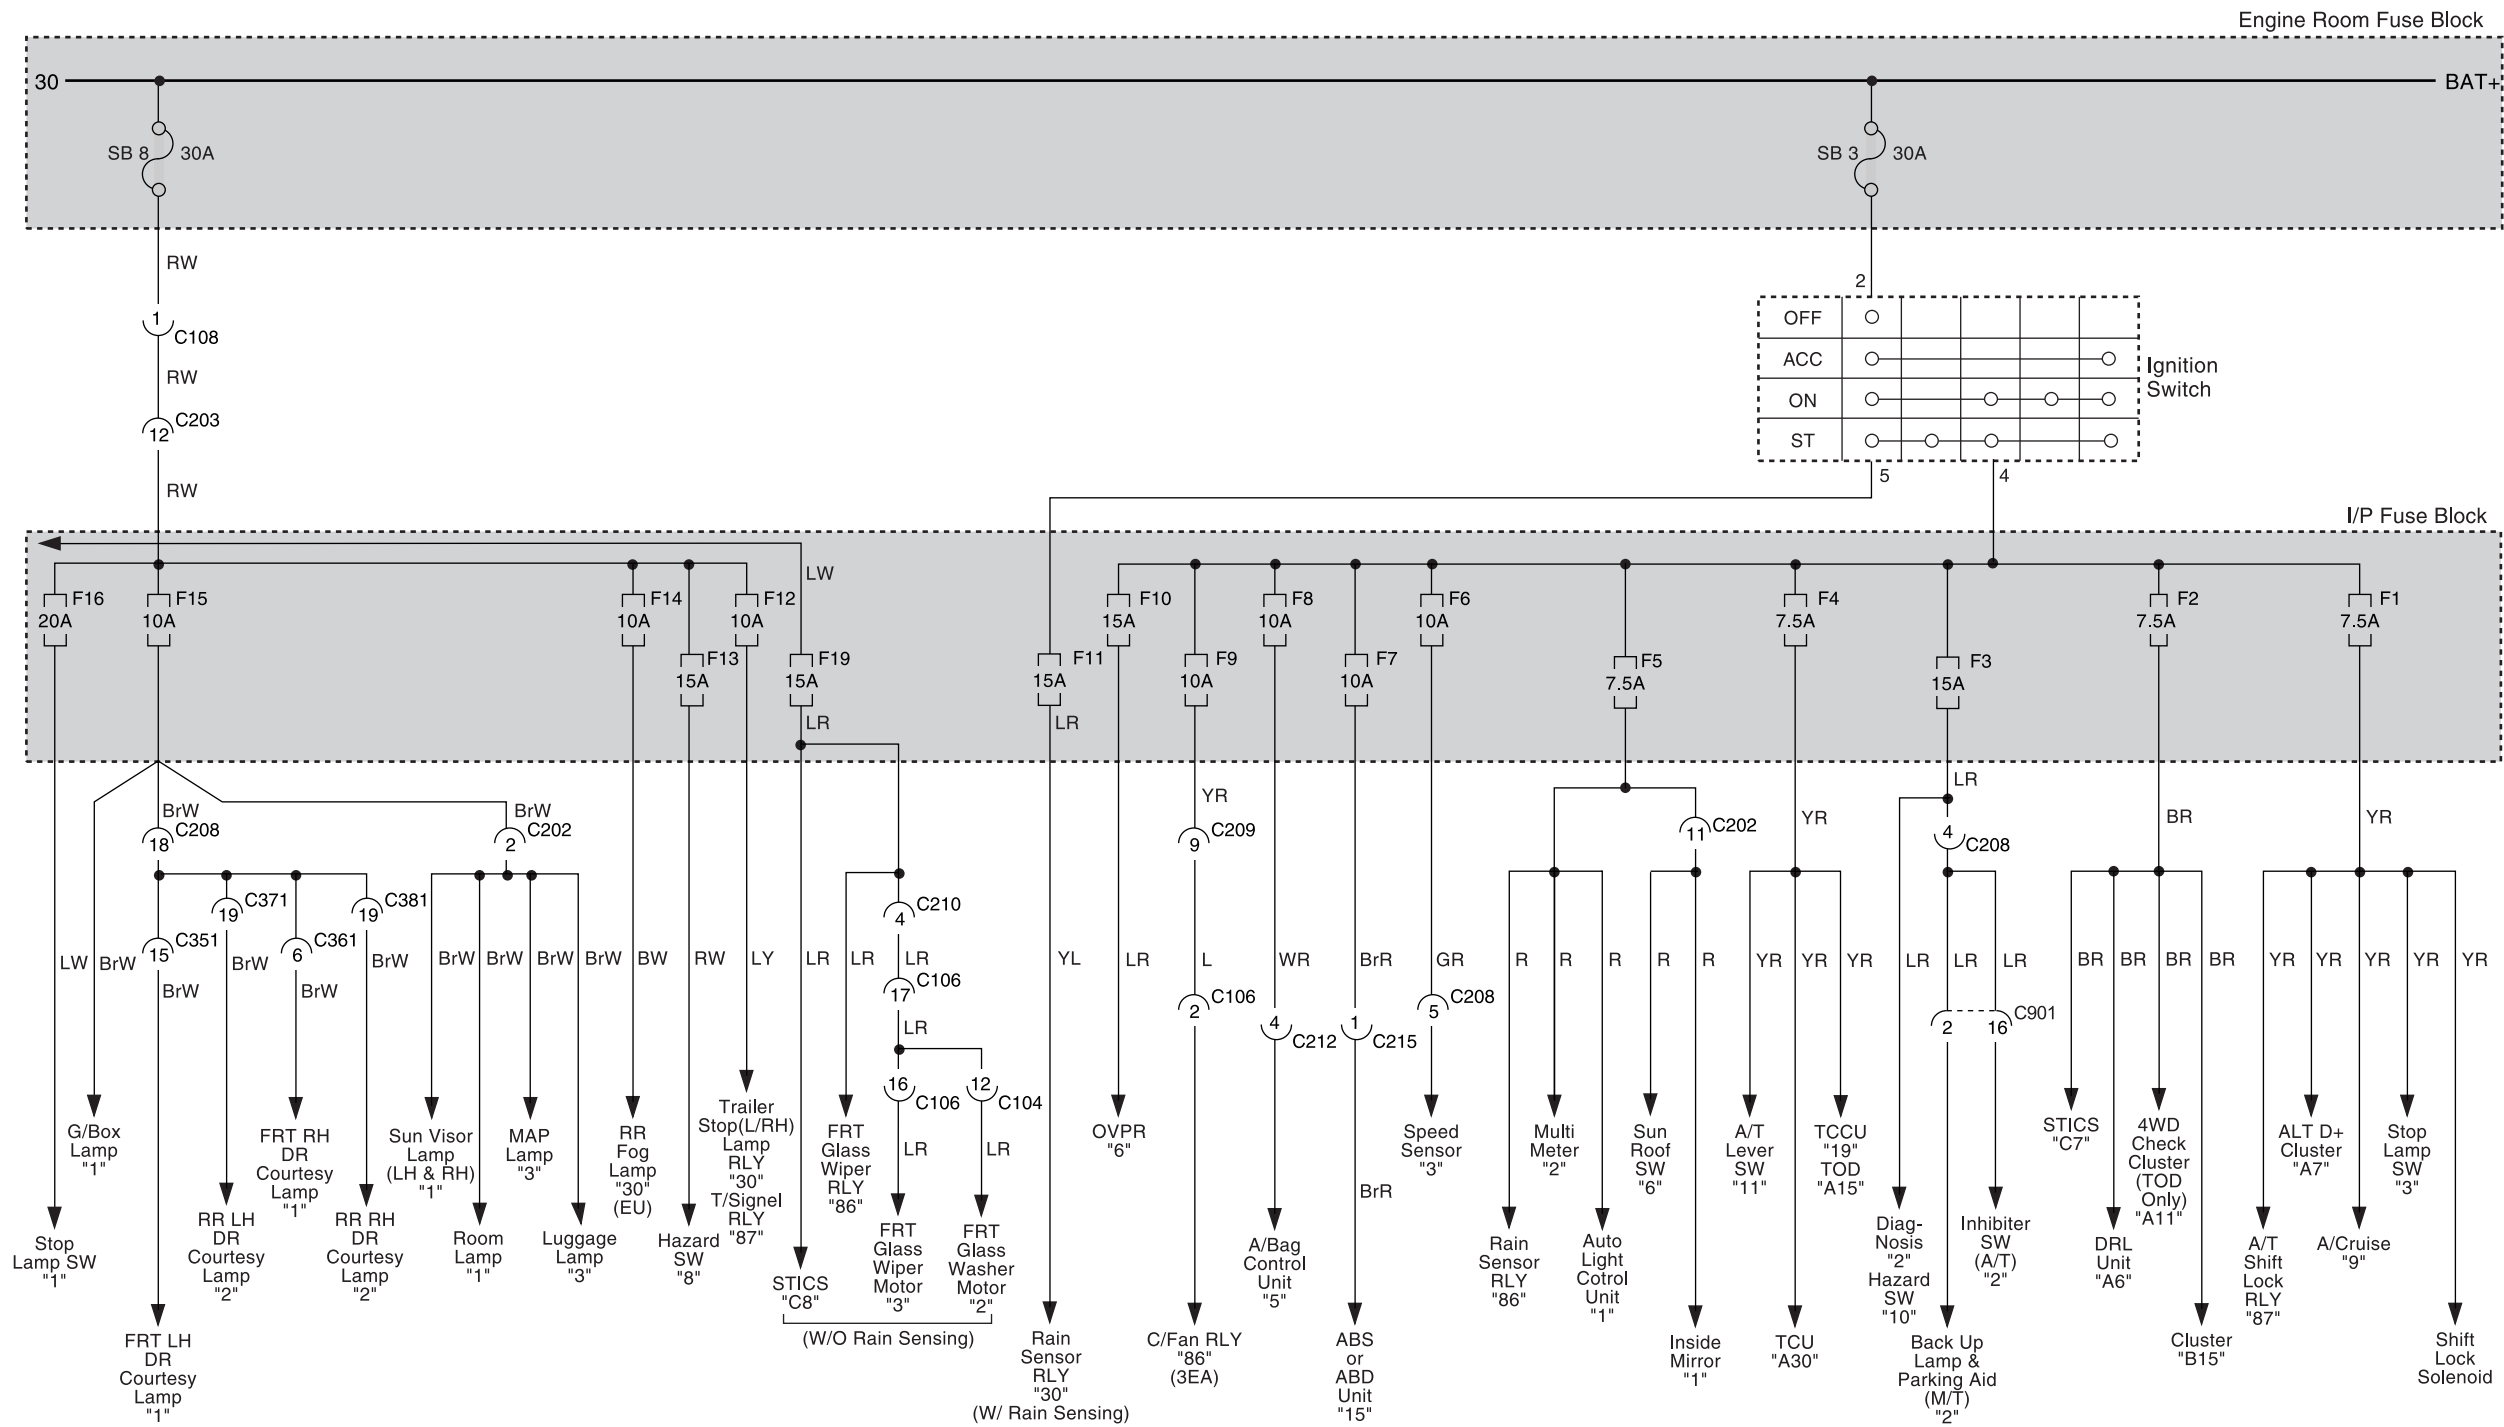 Engine Room Fuse Block
30
BAT+
SB 8
30A
SB 3
30A
RW
2
1
C108
RW
C203
12
RW
OFF
ACC
ON
ST
Ignition
Switch
5
4
I/P Fuse Block
LW
F16
20A
F15
10A
F14
10A
F12
10A
F13
15A
F19
15A
LR
F11
15A
LR
F10
15A
F9
10A
F8
10A
F7
10A
F6
10A
F5
7.5A
F4
7.5A
F3
15A
F2
7.5A
F1
7.5A
BrW
C208
18
BrW
C202
2
YR
C209
9
C202
11
YR
LR
4
C208
BR
YR
C371
19
C381
19
C351
15
C361
6
C210
4
LW
BrW
BrW
BrW
BrW
BrW
BrW
BrW
BrW
BrW
BW
RW
LY
LR
LR
LR
YL
LR
L
WR
BrR
GR
R
R
R
R
R
YR
YR
YR
LR
LR
LR
BR
BR
BR
BR
YR
YR
YR
YR
YR
C106
17
LR
16
C106
12
C104
LR
LR
C106
2
4
C212
1
C215
BrR
C208
5
2
16
C901
Stop
Lamp SW
"1"
G/Box
Lamp
"1"
FRT LH
DR
Courtesy
Lamp
"1"
RR LH
DR
Courtesy
Lamp
"2"
FRT RH
DR
Courtesy
Lamp
"1"
RR RH
DR
Courtesy
Lamp
"2"
Sun Visor
Lamp
(LH & RH)
"1"
Room
Lamp
"1"
MAP
Lamp
"3"
Luggage
Lamp
"3"
RR
Fog
Lamp
"30"
(EU)
Hazard
SW
"8"
Trailer
Stop(L/RH)
Lamp
RLY
"30"
T/Signel
RLY
"87"
STICS
"C8"
FRT
Glass
Wiper
RLY
"86"
FRT
Glass
Wiper
Motor
"3"
FRT
Glass
Washer
Motor
"2"
(W/O Rain Sensing)
Rain
Sensor
RLY
"30"
(W/ Rain Sensing)
OVPR
"6"
C/Fan RLY
"86"
(3EA)
A/Bag
Control
Unit
"5"
ABS
or
ABD
Unit
"15"
Speed
Sensor
"3"
Rain
Sensor
RLY
"86"
Multi
Meter
"2"
Auto
Light
Cotrol
Unit
"1"
Sun
Roof
SW
"6"
Inside
Mirror
"1"
A/T
Lever
SW
"11"
TCU
"A30"
TCCU
"19"
TOD
"A15"
Diag-
Nosis
"2"
Hazard
SW
"10"
Back Up
Lamp &
Parking Aid
(M/T)
"2"
Inhibiter
SW
(A/T)
"2"
STICS
"C7"
DRL
Unit
"A6"
4WD
Check
Cluster
(TOD
Only)
"A11"
Cluster
"B15"
A/T
Shift
Lock
RLY
"87"
ALT D+
Cluster
"A7"
A/Cruise
"9"
Stop
Lamp
SW
"3"
Shift
Lock
Solenoid